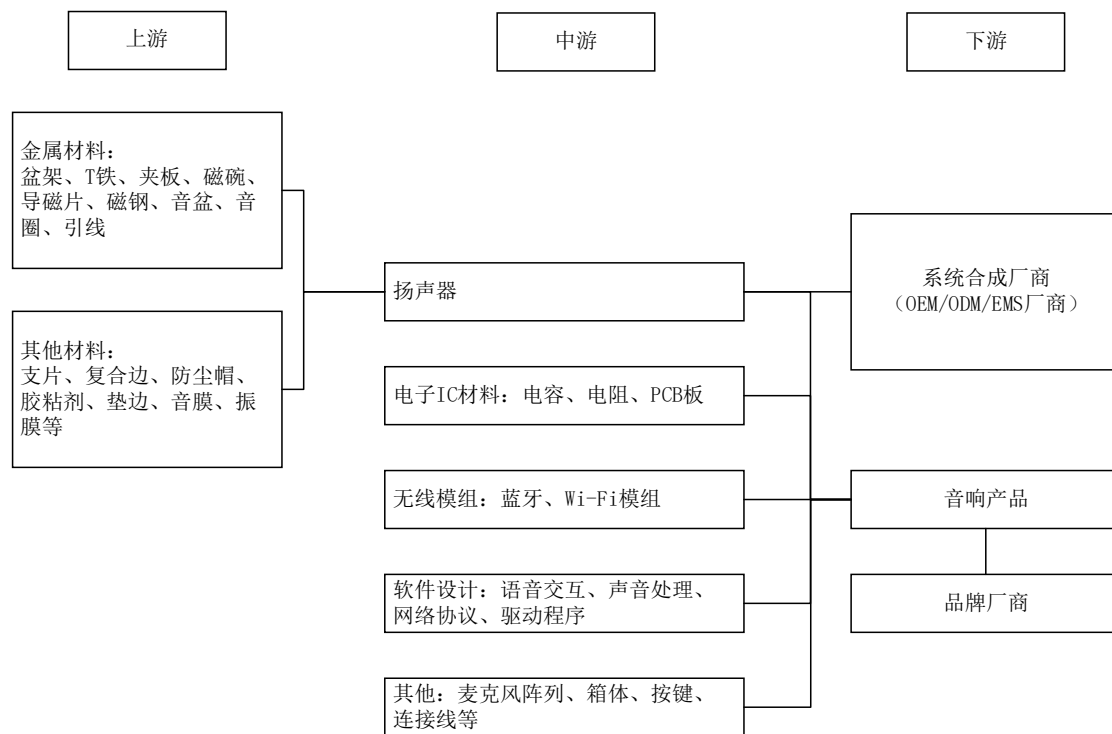 上游
中游
下游
金属材料：
盆架、T铁、夹板、磁碗、
导磁片、磁钢、音盆、音
圈、引线
其他材料：
支片、复合边、防尘帽、
胶粘剂、垫边、音膜、振
膜等
扬声器
电子IC材料：电容、电阻、PCB板
无线模组：蓝牙、Wi-Fi模组
软件设计：语音交互、声音处理、
网络协议、驱动程序
其他：麦克风阵列、箱体、按键、
连接线等
系统合成厂商
（OEM/ODM/EMS厂商）
音响产品
品牌厂商